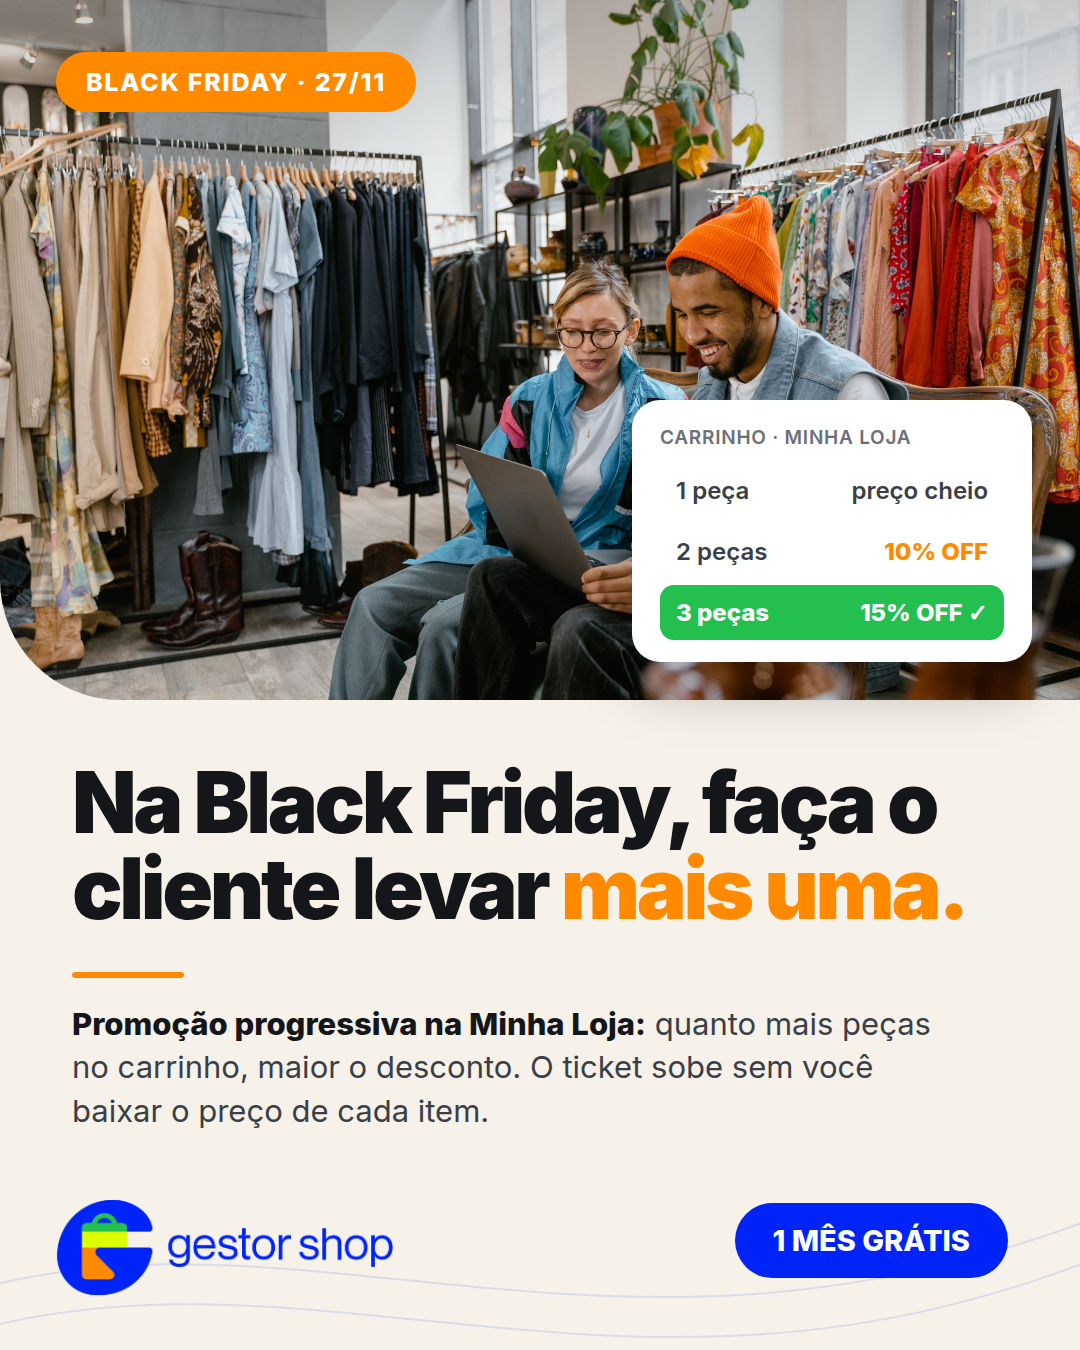 BLACK FRIDAY · 27/11
CARRINHO · MINHA LOJA
1 peça preço cheio
2 peças 10% OFF
3 peças 15% OFF ✓
Na Black Friday, faça o
cliente levar mais uma.
Promoção progressiva na Minha Loja: quanto mais peças
no carrinho, maior o desconto. O ticket sobe sem você
baixar o preço de cada item.
gestor shop
1 MÊS GRÁTIS